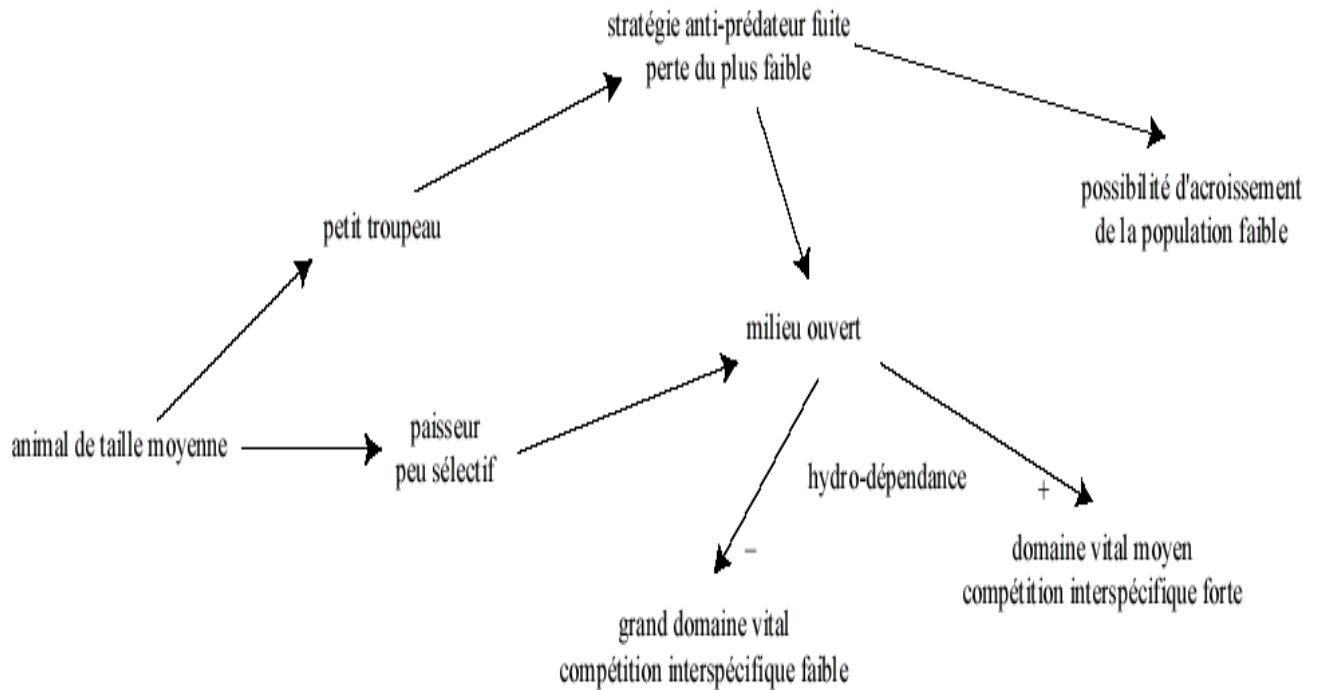 stratégie anti-prédateur fuite
perte du plus faible
possibilité d'acroissement
de la population faible
petit troupeau
milieu ouvert
animal de taille moyenne
paisseur
peu sélectif
hydro-dépendance
+
–
domaine vital moyen
compétition interspécifique forte
grand domaine vital
compétition interspécifique faible